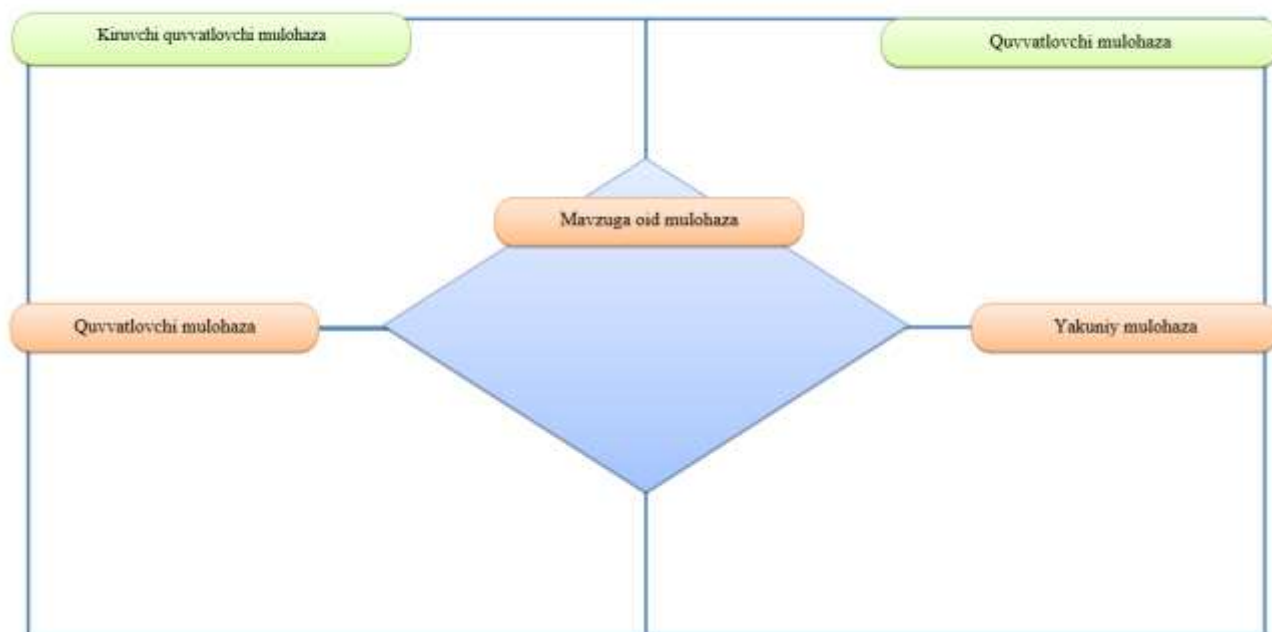 Kiruvchi quvvatlovchi mulohaza
Quvvatlovchi mulohaza
Mavzuga oid mulohaza
Quvvatlovchi mulohaza
Yakuniy mulohaza